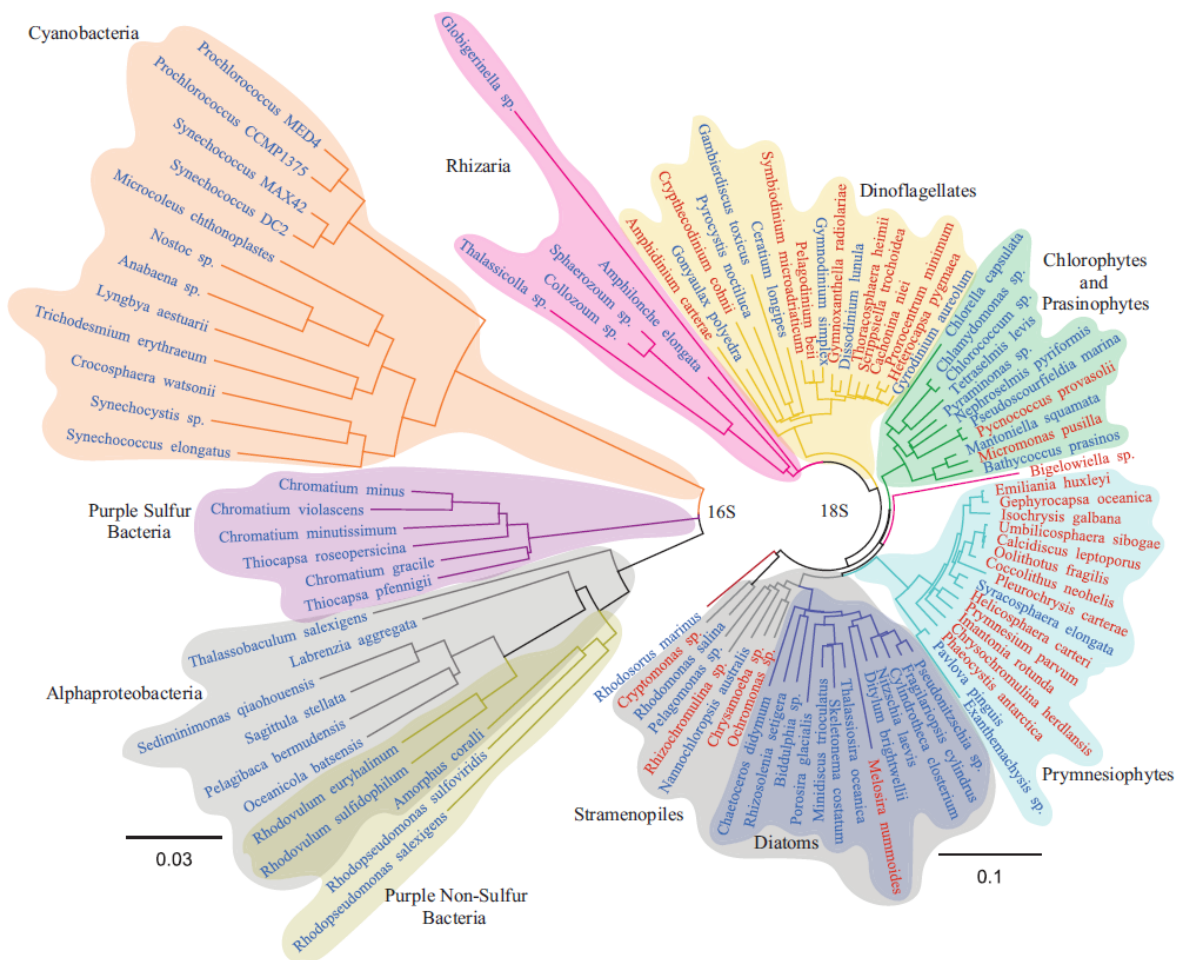 Cyanobacteria
Prochlorococcus MED4
Prochlorococcus CCMP1375
Synechococcus MAX42
Synechococcus DC2
Microcoleus chthonoplastes
Nostoc sp.
Anabaena sp.
Lyngbya aestuarii
Trichodesmium erythraeum
Crocosphaera watsonii
Synechocystis sp.
Synechococcus elongatus
Purple Sulfur
Bacteria
Chromatium minus
Chromatium violascens
Chromatium minutissimum
Thiocapsa roseopersicina
Chromatium gracile
Thiocapsa pfennigii
Alphaproteobacteria
Thalassobaculum salexigens
Labrenzia aggregata
Sediminimonas qiaohouensis
Sagittula stellata
Pelagibaca bermudensis
Oceanicola batsensis
Rhodovulum euryhalinum
Rhodovulum sulfidophilum
Amorphus coralli
Rhodopseudomonas sulfoviridis
Rhodopseudomonas salexigens
Purple Non-Sulfur
Bacteria
0.03
16S
18S
Rhizaria
Globigerinella sp.
Thalassicolla sp.
Sphaerozoum sp.
Collozoum sp.
Amphilonche elongata
Dinoflagellates
Amphidinium carterae
Gonyaulax polyedra
Crypthecodinium cohnii
Pyrocystis noctiluca
Gambierdiscus toxicus
Ceratium longipes
Symbiodinium microadriaticum
Pelagodinium beii
Gymnodinium simplex
Gymnoxanthella radiolariae
Dissodinium lunula
Thoracosphaera heimii
Scrippsiella trochoidea
Cachonina niei
Prorocentrum minimum
Heterocapsa pygmaea
Gyrodinium aureolum
Chlorophytes
and
Prasinophytes
Chlorella capsulata
Chlamydomonas sp.
Chlorococcum sp.
Tetraselmis levis
Pyraminonas sp.
Nephroselmis pyriformis
Pseudoscourfieldia marina
Pycnococcus provasolii
Mantoniella squamata
Micromonas pusilla
Bathycoccus prasinos
Bigelowiella sp.
Emiliania huxleyi
Gephyrocapsa oceanica
Isochrysis galbana
Umbilicosphaera sibogae
Calcidiscus leptoporus
Oolithotus fragilis
Coccolithus neohelis
Pleurochrysis carterae
Syracosphaera elongata
Helicosphaera carteri
Prymnesium parvum
Imantonia rotunda
Chrysochromulina herdlansis
Phaeocystis antarctica
Pavlova pinguis
Exanthemachysis sp.
Prymnesiophytes
Rhodosorus marinus
Cryptomonas sp.
Rhodomonas salina
Pelagomonas sp.
Rhizochromulina sp.
Nannochloropsis australis
Chrysamoeba sp.
Ochromonas sp.
Stramenopiles
Chaetoceros didymum
Rhizosolenia setigera
Biddulphia sp.
Porosira glacialis
Minidiscus trioculatus
Skeletonema costatum
Thalassiosira oceanica
Melosira nummoides
Ditylum brightwellii
Nitzschia laevis
Cylindrotheca closterium
Fragilariopsis cylindrus
Pseudonitzschia sp.
Diatoms
0.1